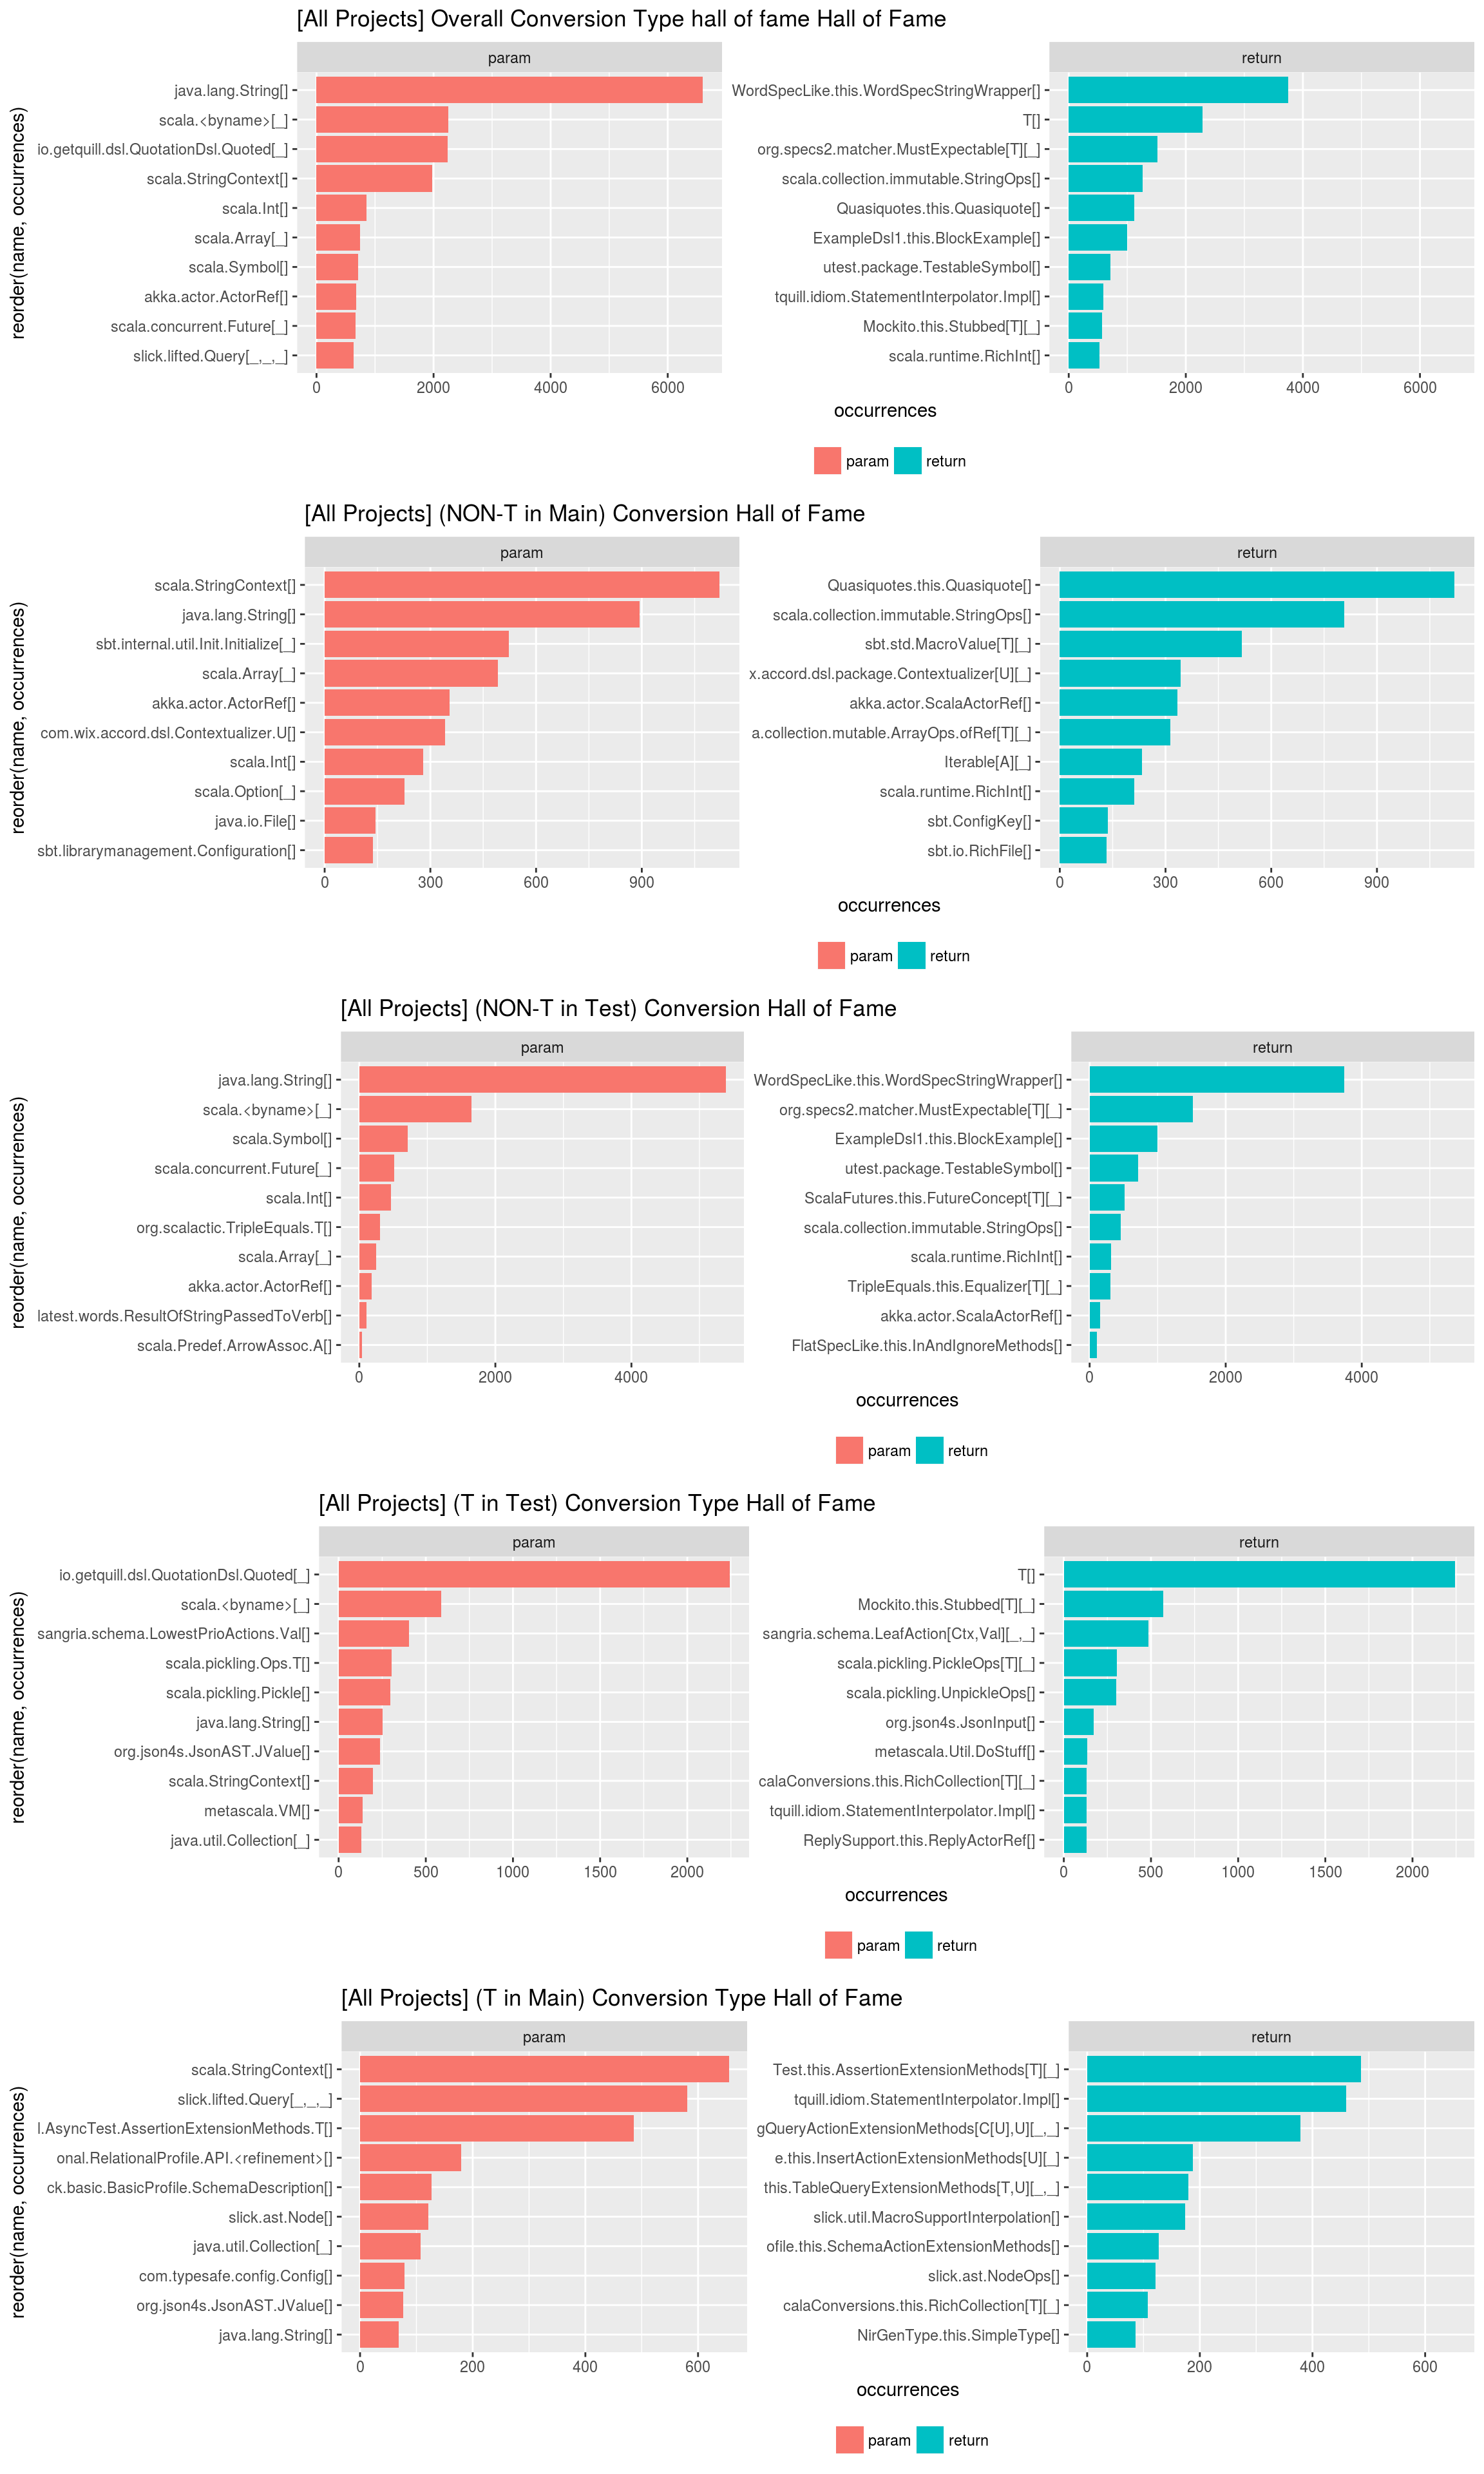 [All Projects] Overall Conversion Type hall of fame Hall of Fame
param
return
reorder(name, occurrences)
java.lang.String[]
scala.<byname>[_]
io.getquill.dsl.QuotationDsl.Quoted[_]
scala.StringContext[]
scala.Int[]
scala.Array[_]
scala.Symbol[]
akka.actor.ActorRef[]
scala.concurrent.Future[_]
slick.lifted.Query[_,_,_]
0 2000 4000 6000
WordSpecLike.this.WordSpecStringWrapper[]
T[]
org.specs2.matcher.MustExpectable[T][_]
scala.collection.immutable.StringOps[]
Quasiquotes.this.Quasiquote[]
ExampleDsl1.this.BlockExample[]
utest.package.TestableSymbol[]
tquill.idiom.StatementInterpolator.Impl[]
Mockito.this.Stubbed[T][_]
scala.runtime.RichInt[]
0 2000 4000 6000
occurrences
param return
[All Projects] (NON-T in Main) Conversion Hall of Fame
param
return
reorder(name, occurrences)
scala.StringContext[]
java.lang.String[]
sbt.internal.util.Init.Initialize[_]
scala.Array[_]
akka.actor.ActorRef[]
com.wix.accord.dsl.Contextualizer.U[]
scala.Int[]
scala.Option[_]
java.io.File[]
sbt.librarymanagement.Configuration[]
0 300 600 900
Quasiquotes.this.Quasiquote[]
scala.collection.immutable.StringOps[]
sbt.std.MacroValue[T][_]
x.accord.dsl.package.Contextualizer[U][_]
akka.actor.ScalaActorRef[]
a.collection.mutable.ArrayOps.ofRef[T][_]
Iterable[A][_]
scala.runtime.RichInt[]
sbt.ConfigKey[]
sbt.io.RichFile[]
0 300 600 900
occurrences
param return
[All Projects] (NON-T in Test) Conversion Hall of Fame
param
return
reorder(name, occurrences)
java.lang.String[]
scala.<byname>[_]
scala.Symbol[]
scala.concurrent.Future[_]
scala.Int[]
org.scalactic.TripleEquals.T[]
scala.Array[_]
akka.actor.ActorRef[]
latest.words.ResultOfStringPassedToVerb[]
scala.Predef.ArrowAssoc.A[]
0 2000 4000
WordSpecLike.this.WordSpecStringWrapper[]
org.specs2.matcher.MustExpectable[T][_]
ExampleDsl1.this.BlockExample[]
utest.package.TestableSymbol[]
ScalaFutures.this.FutureConcept[T][_]
scala.collection.immutable.StringOps[]
scala.runtime.RichInt[]
TripleEquals.this.Equalizer[T][_]
akka.actor.ScalaActorRef[]
FlatSpecLike.this.InAndIgnoreMethods[]
0 2000 4000
occurrences
param return
[All Projects] (T in Test) Conversion Type Hall of Fame
param
return
reorder(name, occurrences)
io.getquill.dsl.QuotationDsl.Quoted[_]
scala.<byname>[_]
sangria.schema.LowestPrioActions.Val[]
scala.pickling.Ops.T[]
scala.pickling.Pickle[]
java.lang.String[]
org.json4s.JsonAST.JValue[]
scala.StringContext[]
metascala.VM[]
java.util.Collection[_]
0 500 1000 1500 2000
T[]
Mockito.this.Stubbed[T][_]
sangria.schema.LeafAction[Ctx,Val][_,_]
scala.pickling.PickleOps[T][_]
scala.pickling.UnpickleOps[]
org.json4s.JsonInput[]
metascala.Util.DoStuff[]
calaConversions.this.RichCollection[T][_]
tquill.idiom.StatementInterpolator.Impl[]
ReplySupport.this.ReplyActorRef[]
0 500 1000 1500 2000
occurrences
param return
[All Projects] (T in Main) Conversion Type Hall of Fame
param
return
reorder(name, occurrences)
scala.StringContext[]
slick.lifted.Query[_,_,_]
l.AsyncTest.AssertionExtensionMethods.T[]
onal.RelationalProfile.API.<refinement>[]
ck.basic.BasicProfile.SchemaDescription[]
slick.ast.Node[]
java.util.Collection[_]
com.typesafe.config.Config[]
org.json4s.JsonAST.JValue[]
java.lang.String[]
0 200 400 600
Test.this.AssertionExtensionMethods[T][_]
tquill.idiom.StatementInterpolator.Impl[]
gQueryActionExtensionMethods[C[U],U][_,_]
e.this.InsertActionExtensionMethods[U][_]
this.TableQueryExtensionMethods[T,U][_,_]
slick.util.MacroSupportInterpolation[]
ofile.this.SchemaActionExtensionMethods[]
slick.ast.NodeOps[]
calaConversions.this.RichCollection[T][_]
NirGenType.this.SimpleType[]
0 200 400 600
occurrences
param return